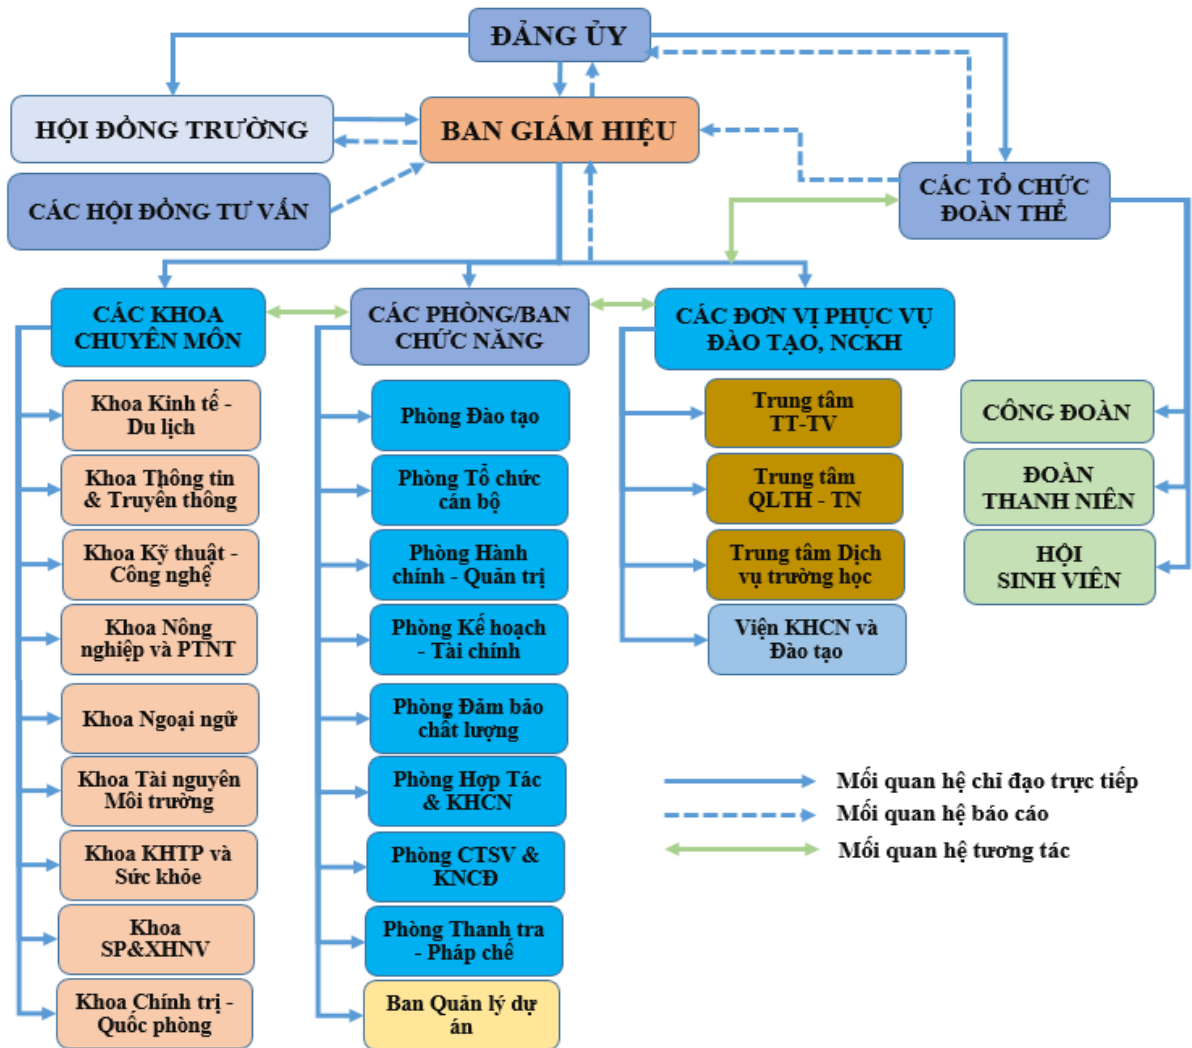 ĐẢNG ỦY
HỘI ĐỒNG TRƯỜNG
BAN GIÁM HIỆU
CÁC HỘI ĐỒNG TƯ VẤN
CÁC TỔ CHỨC
ĐOÀN THỂ
CÁC KHOA
CHUYÊN MÔN
CÁC PHÒNG/BAN
CHỨC NĂNG
CÁC ĐƠN VỊ PHỤC VỤ
ĐÀO TẠO, NCKH
Khoa Kinh tế -
Du lịch
Khoa Thông tin
& Truyền thông
Khoa Kỹ thuật -
Công nghệ
Khoa Nông
nghiệp và PTNT
Khoa Ngoại ngữ
Khoa Tài nguyên
Môi trường
Khoa KHTP và
Sức khỏe
Khoa
SP&XHNV
Khoa Chính trị -
Quốc phòng
Phòng Đào tạo
Phòng Tổ chức
cán bộ
Phòng Hành
chính - Quản trị
Phòng Kế hoạch
- Tài chính
Phòng Đảm bảo
chất lượng
Phòng Hợp Tác
& KHCN
Phòng CTSV &
KNCĐ
Phòng Thanh tra
- Pháp chế
Ban Quản lý dự
án
Trung tâm
TT-TV
Trung tâm
QLTH - TN
Trung tâm Dịch
vụ trường học
Viện KHCN và
Đào tạo
CÔNG ĐOÀN
ĐOÀN
THANH NIÊN
HỘI
SINH VIÊN
Mối quan hệ chỉ đạo trực tiếp
Mối quan hệ báo cáo
Mối quan hệ tương tác